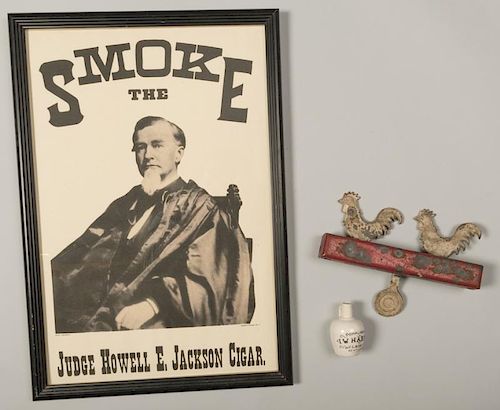 SMOKE
THE
JUDGE HOWELL E. JACKSON CIGAR.